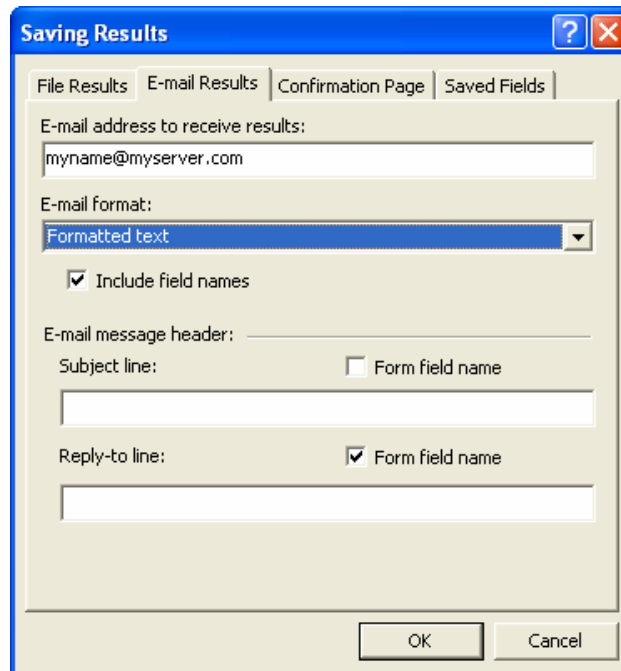 Saving Results
File Results E-mail Results Confirmation Page Saved Fields
E-mail address to receive results:
myname@myserver.com
E-mail format:
Formatted text
Include field names
E-mail message header:
Subject line: Form field name
Reply-to line: Form field name
OK Cancel